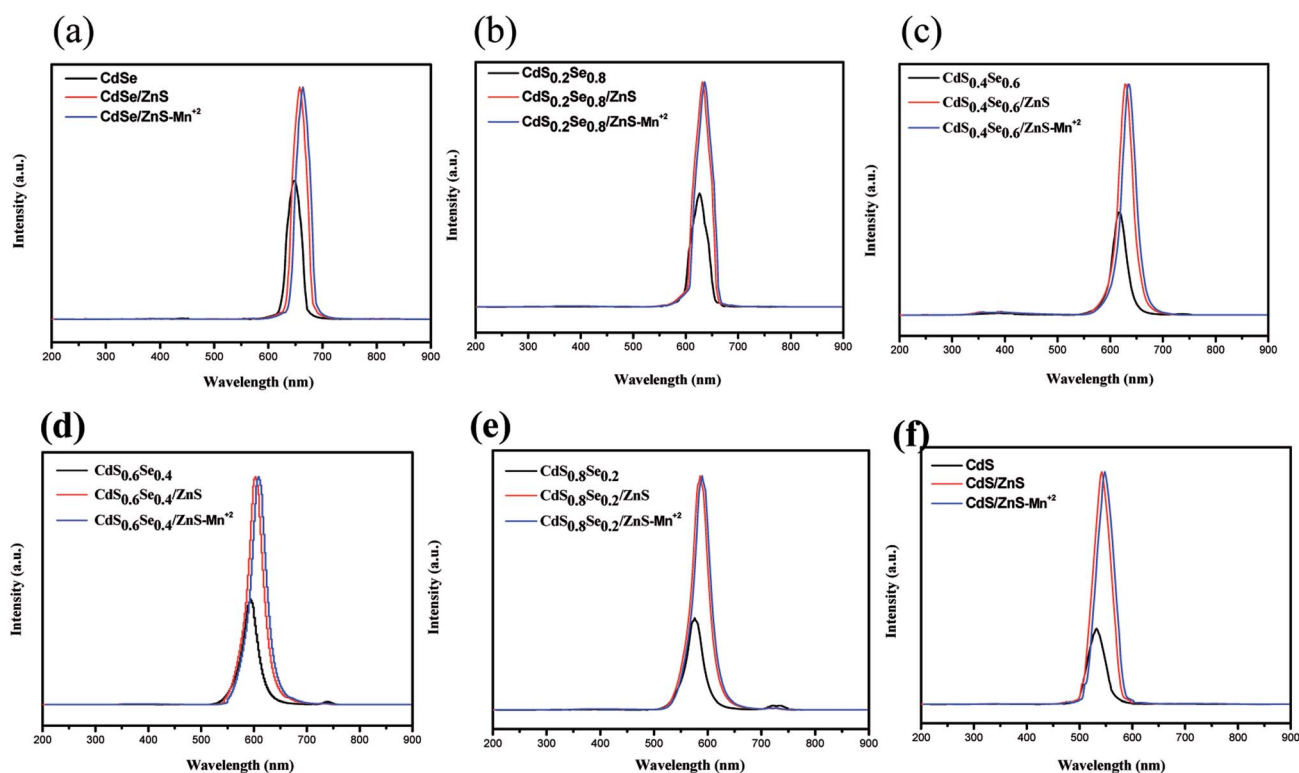 (a)
CdSe
CdSe/ZnS
CdSe/ZnS-Mn+2
Intensity (a.u.)
200 300 400 500 600 700 800 900
Wavelength (nm)
(b)
CdS0.2Se0.8
CdS0.2Se0.8/ZnS
CdS0.2Se0.8/ZnS-Mn+2
Intensity (a.u.)
200 300 400 500 600 700 800 900
Wavelength (nm)
(c)
CdS0.4Se0.6
CdS0.4Se0.6/ZnS
CdS0.4Se0.6/ZnS-Mn+2
Intensity (a.u.)
200 300 400 500 600 700 800 900
Wavelength (nm)
(d)
CdS0.6Se0.4
CdS0.6Se0.4/ZnS
CdS0.6Se0.4/ZnS-Mn+2
Intensity (a.u.)
200 300 400 500 600 700 800 900
Wavelength (nm)
(e)
CdS0.8Se0.2
CdS0.8Se0.2/ZnS
CdS0.8Se0.2/ZnS-Mn+2
Intensity (a.u.)
200 300 400 500 600 700 800 900
Wavelength (nm)
(f)
CdS
CdS/ZnS
CdS/ZnS-Mn+2
Intensity (a.u.)
200 300 400 500 600 700 800 900
Wavelength (nm)